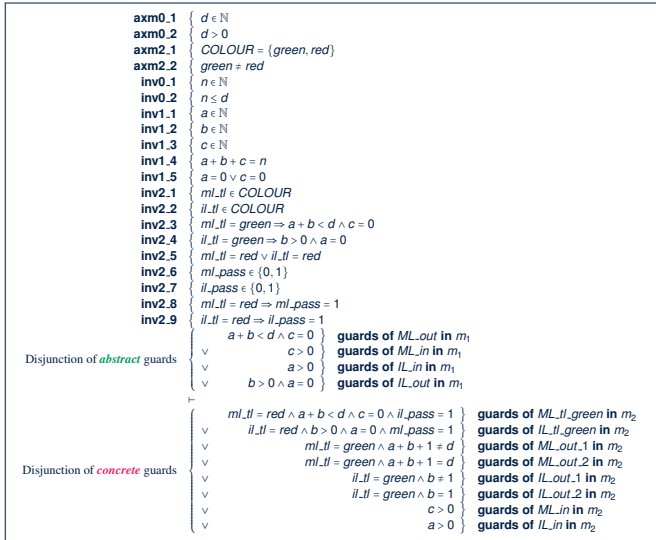 axm0_1 { d ∈ ℕ
axm0_2 { d > 0
axm2_1 { COLOUR = {green, red}
axm2_2 { green ≠ red
inv0_1 { n ∈ ℕ
inv0_2 { n ≤ d
inv1_1 { a ∈ ℕ
inv1_2 { b ∈ ℕ
inv1_3 { c ∈ ℕ
inv1_4 { a + b + c = n
inv1_5 { a = 0 ∨ c = 0
inv2_1 { ml_tl ∈ COLOUR
inv2_2 { il_tl ∈ COLOUR
inv2_3 { ml_tl = green ⇒ a + b < d ∧ c = 0
inv2_4 { il_tl = green ⇒ b > 0 ∧ a = 0
inv2_5 { ml_tl = red ∨ il_tl = red
inv2_6 { ml_pass ∈ {0, 1}
inv2_7 { il_pass ∈ {0, 1}
inv2_8 { ml_tl = red ⇒ ml_pass = 1
inv2_9 { il_tl = red ⇒ il_pass = 1
a + b < d ∧ c = 0 } guards of ML_out in m₁
∨ c > 0 } guards of ML_in in m₁
Disjunction of abstract guards
∨ a > 0 } guards of IL_in in m₁
∨ b > 0 ∧ a = 0 } guards of IL_out in m₁
⊢
ml_tl = red ∧ a + b < d ∧ c = 0 ∧ il_pass = 1 } guards of ML_tl_green in m₂
∨ il_tl = red ∧ b > 0 ∧ a = 0 ∧ ml_pass = 1 } guards of IL_tl_green in m₂
∨ ml_tl = green ∧ a + b + 1 ≠ d } guards of ML_out_1 in m₂
∨ ml_tl = green ∧ a + b + 1 = d } guards of ML_out_2 in m₂
Disjunction of concrete guards
∨ il_tl = green ∧ b ≠ 1 } guards of IL_out_1 in m₂
∨ il_tl = green ∧ b = 1 } guards of IL_out_2 in m₂
∨ c > 0 } guards of ML_in in m₂
∨ a > 0 } guards of IL_in in m₂